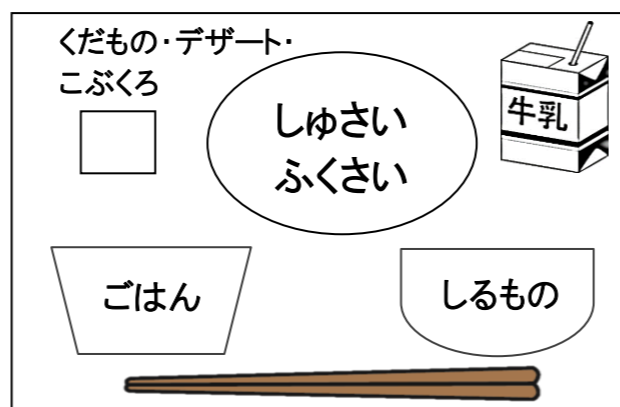 くだもの・デザート・
こぶくろ
しゅさい
ふくさい
牛乳
ごはん
しるもの